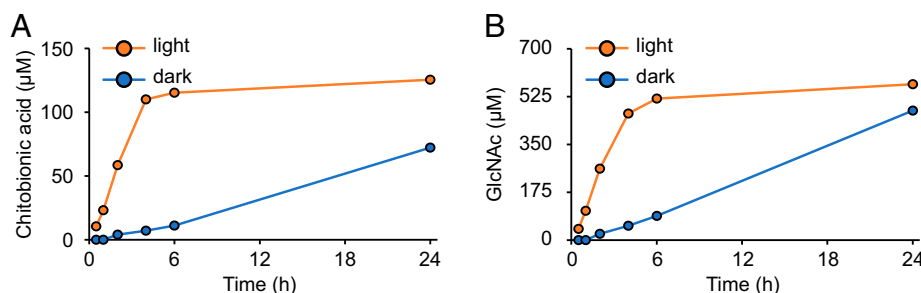 A
Chitobionic acid (µM)
150
100
50
0
light
dark
0 6 12 18 24
Time (h)
B
GlcNAc (µM)
700
525
350
175
0
light
dark
0 6 12 18 24
Time (h)